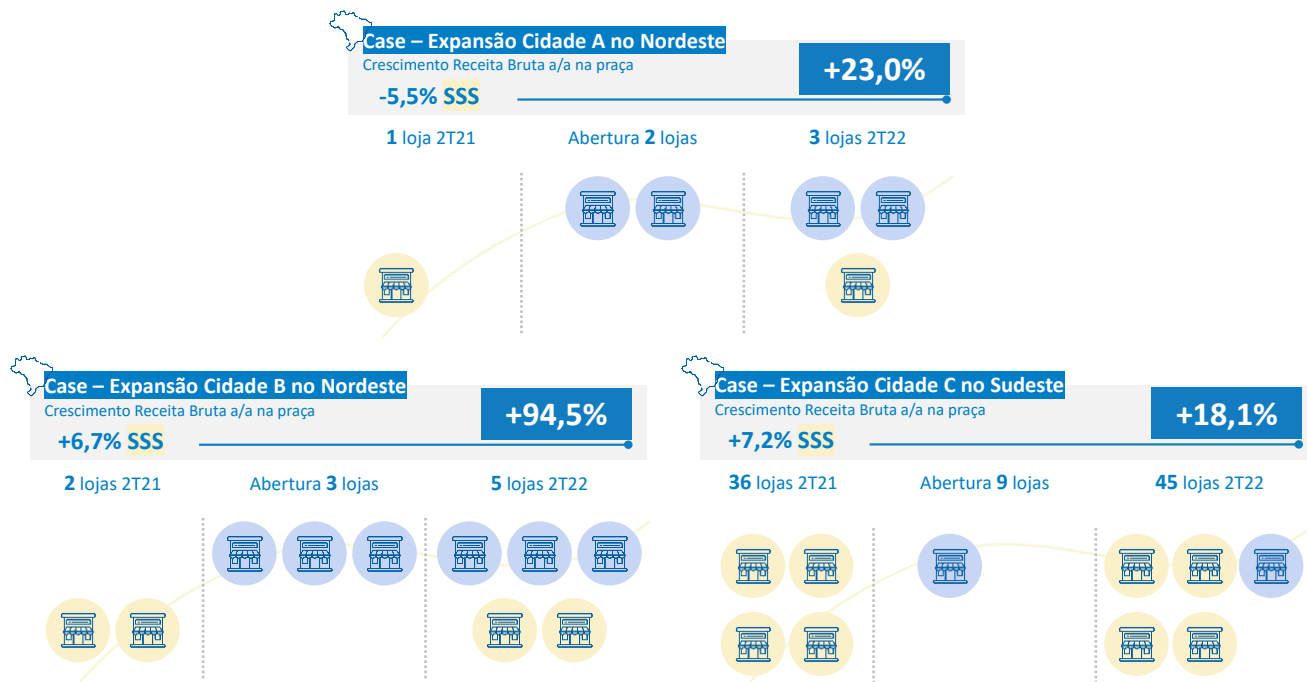 Case – Expansão Cidade A no Nordeste
Crescimento Receita Bruta a/a na praça
+23,0%
-5,5% SSS
1 loja 2T21
Abertura 2 lojas
3 lojas 2T22
Case – Expansão Cidade B no Nordeste
Crescimento Receita Bruta a/a na praça
+94,5%
+6,7% SSS
2 lojas 2T21
Abertura 3 lojas
5 lojas 2T22
Case – Expansão Cidade C no Sudeste
Crescimento Receita Bruta a/a na praça
+18,1%
+7,2% SSS
36 lojas 2T21
Abertura 9 lojas
45 lojas 2T22